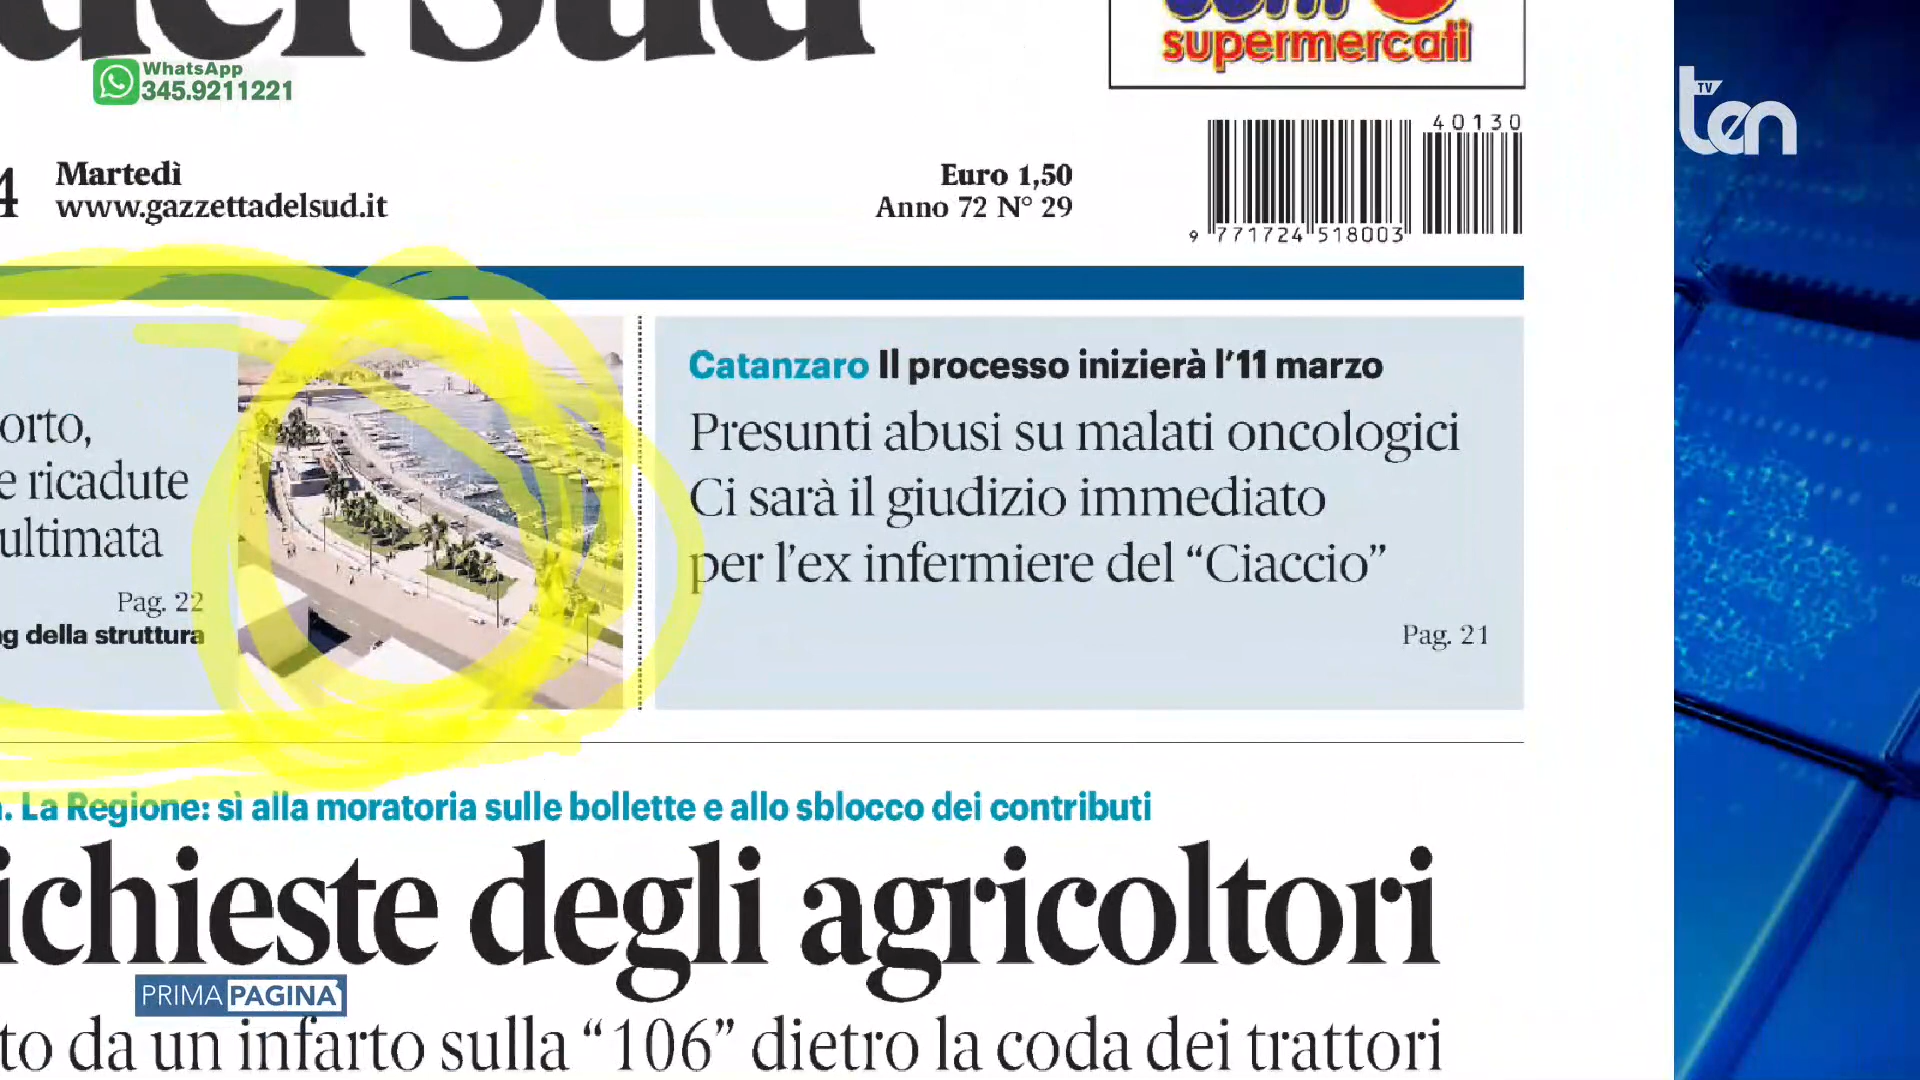 del Sud
supermercati
WhatsApp
345.9211221
TV
ten
40130
4 Martedì
www.gazzettadelsud.it
Euro 1,50
Anno 72 N° 29
9 771724 518003
orto,
e ricadute
ultimata
Pag. 22
g della struttura
Catanzaro Il processo inizierà l'11 marzo
Presunti abusi su malati oncologici
Ci sarà il giudizio immediato
per l'ex infermiere del “Ciaccio”
Pag. 21
. La Regione: sì alla moratoria sulle bollette e allo sblocco dei contributi
ichieste degli agricoltori
PRIMA PAGINA
to da un infarto sulla “106” dietro la coda dei trattori